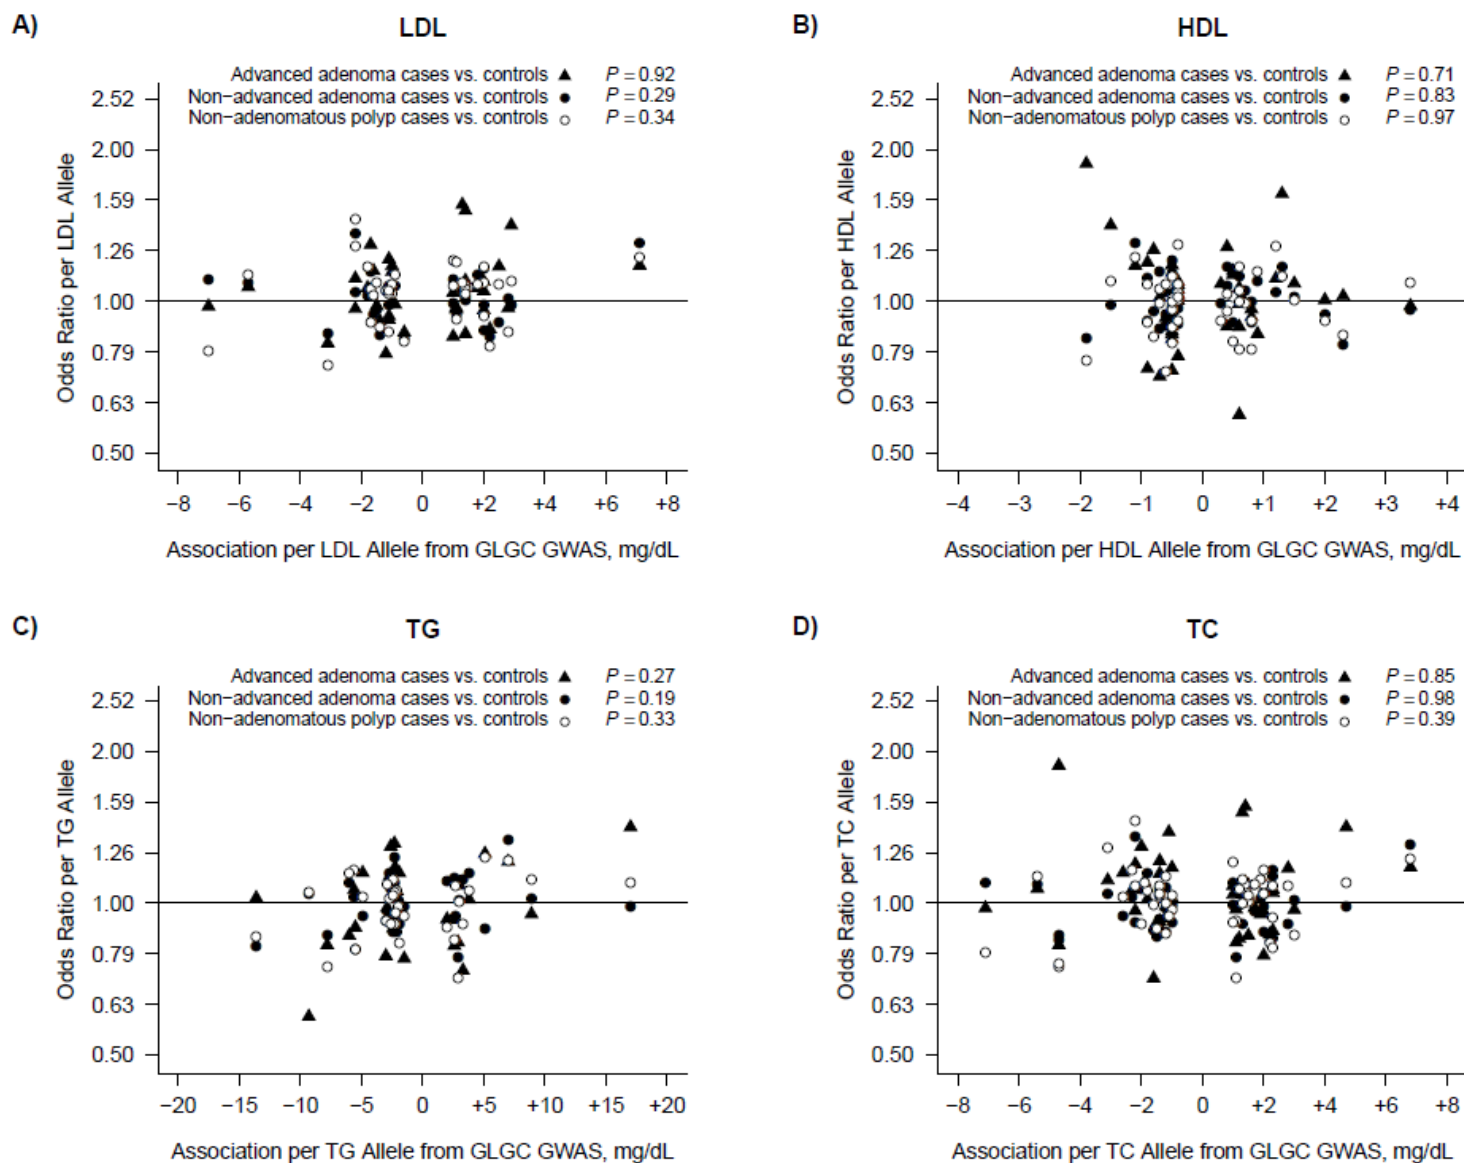 A)
LDL
Advanced adenoma cases vs. controls ▲ P = 0.92
Non−advanced adenoma cases vs. controls ● P = 0.29
Non−adenomatous polyp cases vs. controls ○ P = 0.34
Odds Ratio per LDL Allele
2.52
2.00
1.59
1.26
1.00
0.79
0.63
0.50
−8 −6 −4 −2 0 +2 +4 +6 +8
Association per LDL Allele from GLGC GWAS, mg/dL
B)
HDL
Advanced adenoma cases vs. controls ▲ P = 0.71
Non−advanced adenoma cases vs. controls ● P = 0.83
Non−adenomatous polyp cases vs. controls ○ P = 0.97
Odds Ratio per HDL Allele
2.52
2.00
1.59
1.26
1.00
0.79
0.63
0.50
−4 −3 −2 −1 0 +1 +2 +3 +4
Association per HDL Allele from GLGC GWAS, mg/dL
C)
TG
Advanced adenoma cases vs. controls ▲ P = 0.27
Non−advanced adenoma cases vs. controls ● P = 0.19
Non−adenomatous polyp cases vs. controls ○ P = 0.33
Odds Ratio per TG Allele
2.52
2.00
1.59
1.26
1.00
0.79
0.63
0.50
−20 −15 −10 −5 0 +5 +10 +15 +20
Association per TG Allele from GLGC GWAS, mg/dL
D)
TC
Advanced adenoma cases vs. controls ▲ P = 0.85
Non−advanced adenoma cases vs. controls ● P = 0.98
Non−adenomatous polyp cases vs. controls ○ P = 0.39
Odds Ratio per TC Allele
2.52
2.00
1.59
1.26
1.00
0.79
0.63
0.50
−8 −6 −4 −2 0 +2 +4 +6 +8
Association per TC Allele from GLGC GWAS, mg/dL